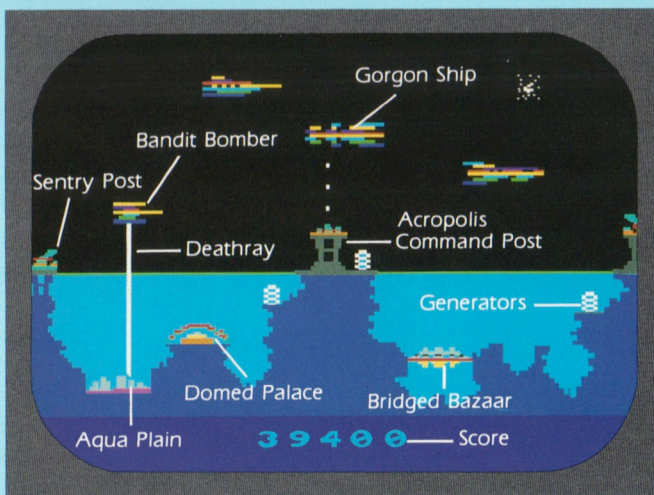 Gorgon Ship
Bandit Bomber
Sentry Post
Acropolis
Command Post
Deathray
Generators
Domed Palace
Bridged Bazaar
Aqua Plain
39400
Score